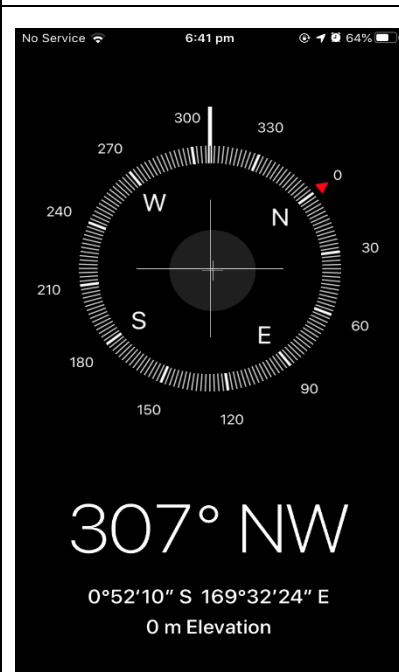 No Service 6:41 pm 64%
300
330
270
0
W
N
240
30
210
S
60
E
180
90
150
120
307° NW
0°52'10" S 169°32'24" E
0 m Elevation